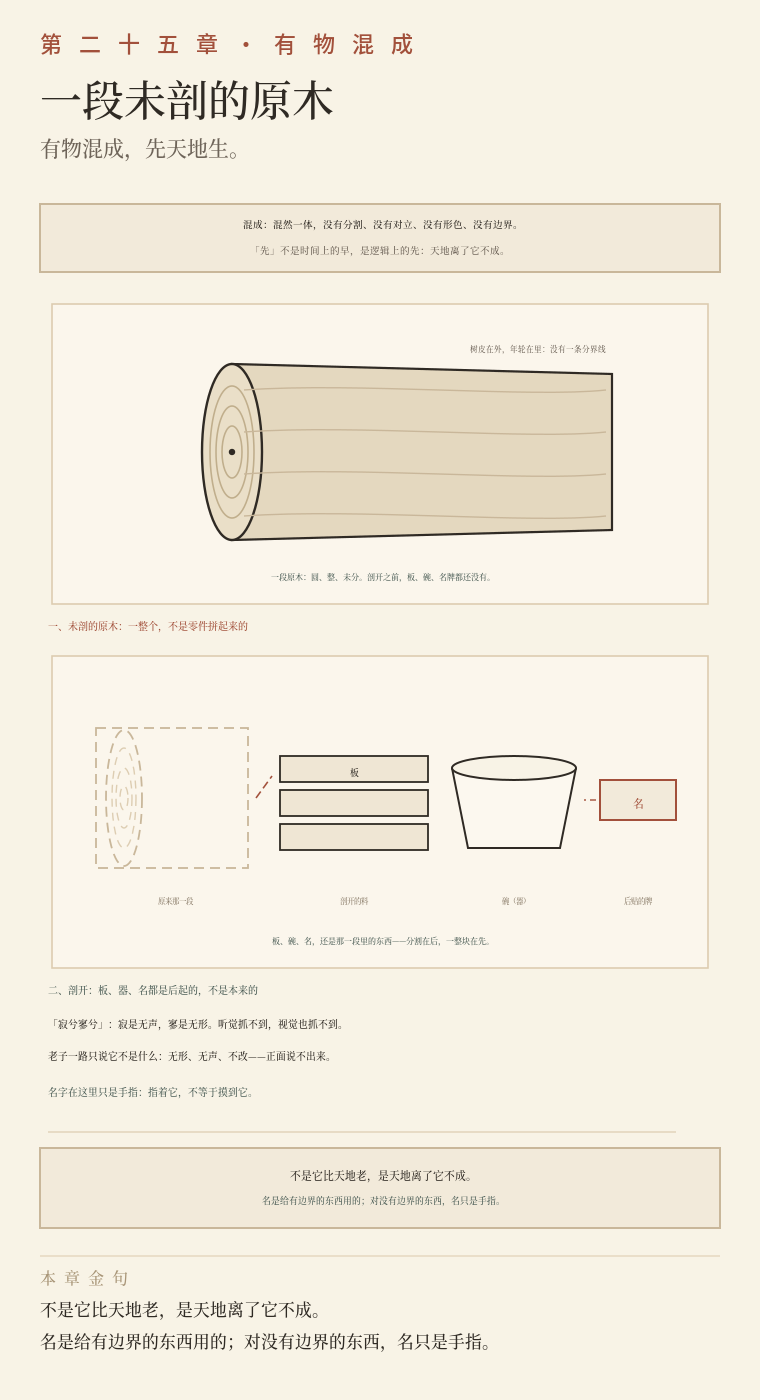 第二十五章·有物混成
一段未剖的原木
有物混成，先天地生。
混成：混然一体，没有分割、没有对立、没有形色、没有边界。
「先」不是时间上的早，是逻辑上的先：天地离了它不成。
树皮在外，年轮在里：没有一条分界线
一段原木：圆、整、未分。剖开之前，板、碗、名牌都还没有。
一、未剖的原木：一整个，不是零件拼起来的
板
名
原来那一段
剖开的料
碗（器）
后贴的牌
板、碗、名，还是那一段里的东西——分割在后，一整块在先。
二、剖开：板、器、名都是后起的，不是本来的
「寂兮寥兮」：寂是无声，寥是无形。听觉抓不到，视觉也抓不到。
老子一路只说它不是什么：无形、无声、不改——正面说不出来。
名字在这里只是手指：指着它，不等于摸到它。
不是它比天地老，是天地离了它不成。
名是给有边界的东西用的；对没有边界的东西，名只是手指。
本章金句
不是它比天地老，是天地离了它不成。
名是给有边界的东西用的；对没有边界的东西，名只是手指。